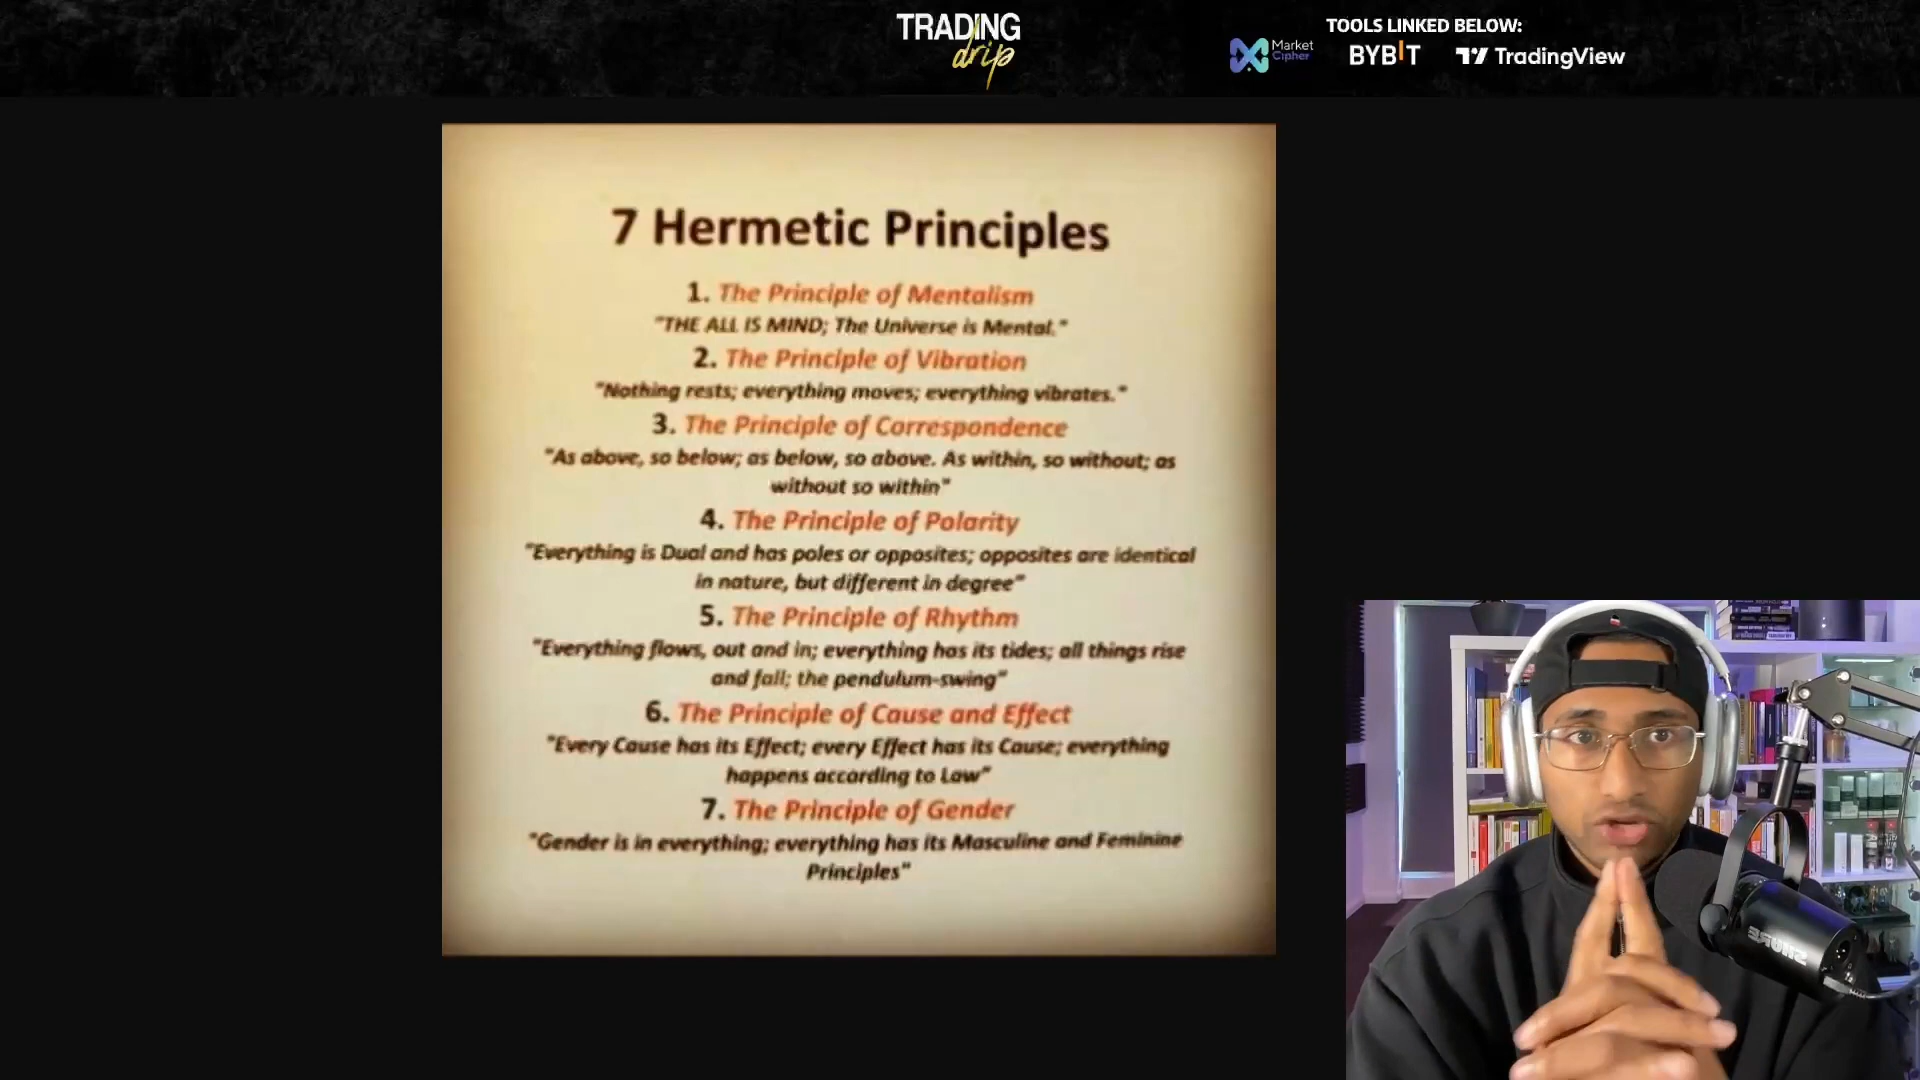 TRADING
drip
TOOLS LINKED BELOW:
Market
Cipher
BYBIT
TradingView
7 Hermetic Principles
1. The Principle of Mentalism
"THE ALL IS MIND; The Universe is Mental."
2. The Principle of Vibration
"Nothing rests; everything moves; everything vibrates."
3. The Principle of Correspondence
"As above, so below; as below, so above. As within, so without; as
without so within"
4. The Principle of Polarity
"Everything is Dual and has poles or opposites; opposites are identical
in nature, but different in degree"
5. The Principle of Rhythm
"Everything flows, out and in; everything has its tides; all things rise
and fall; the pendulum-swing"
6. The Principle of Cause and Effect
"Every Cause has its Effect; every Effect has its Cause; everything
happens according to Law"
7. The Principle of Gender
"Gender is in everything; everything has its Masculine and Feminine
Principles"
SHURE